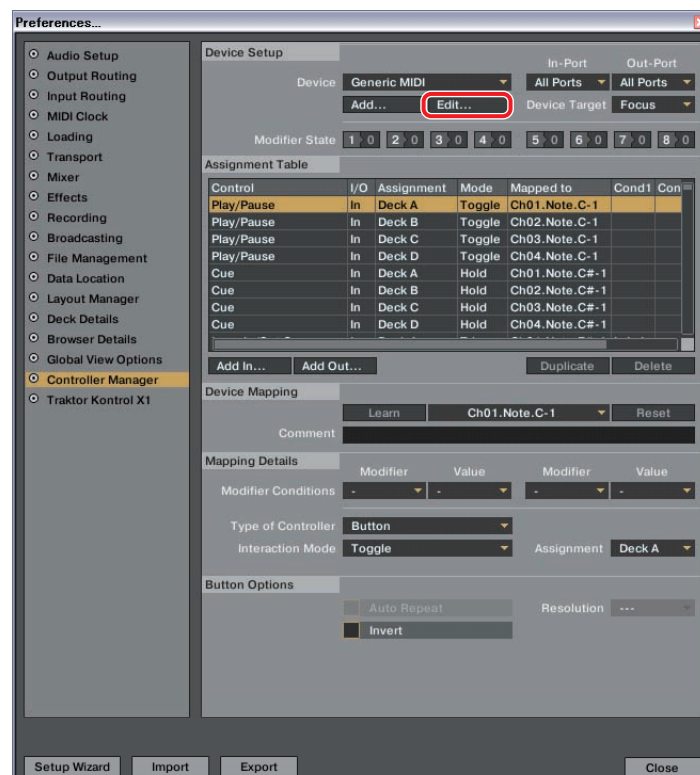 Preferences...
Audio Setup
Output Routing
Input Routing
MIDI Clock
Loading
Transport
Mixer
Effects
Recording
Broadcasting
File Management
Data Location
Layout Manager
Deck Details
Browser Details
Global View Options
Controller Manager
Traktor Kontrol X1
Device Setup
In-Port Out-Port
Device Generic MIDI All Ports All Ports
Add... Edit... Device Target Focus
Modifier State 1 0 2 0 3 0 4 0 5 0 6 0 7 0 8 0
Assignment Table
Control I/O Assignment Mode Mapped to Cond1 Con
Play/Pause In Deck A Toggle Ch01.Note.C-1
Play/Pause In Deck B Toggle Ch02.Note.C-1
Play/Pause In Deck C Toggle Ch03.Note.C-1
Play/Pause In Deck D Toggle Ch04.Note.C-1
Cue In Deck A Hold Ch01.Note.C#-1
Cue In Deck B Hold Ch02.Note.C#-1
Cue In Deck C Hold Ch03.Note.C#-1
Cue In Deck D Hold Ch04.Note.C#-1
Add In... Add Out... Duplicate Delete
Device Mapping
Learn Ch01.Note.C-1 Reset
Comment
Mapping Details
Modifier Value Modifier Value
Modifier Conditions - - - -
Type of Controller Button
Interaction Mode Toggle Assignment Deck A
Button Options
Auto Repeat Resolution ---
Invert
Setup Wizard Import Export Close